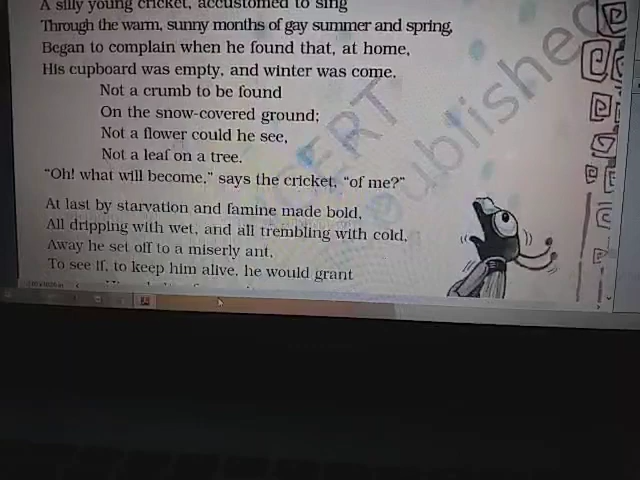 A silly young cricket, accustomed to sing
Through the warm, sunny months of gay summer and spring,
Began to complain when he found that, at home,
His cupboard was empty, and winter was come.
Not a crumb to be found
On the snow-covered ground;
Not a flower could he see,
Not a leaf on a tree.
“Oh! what will become,” says the cricket, “of me?”
At last by starvation and famine made bold,
All dripping with wet, and all trembling with cold,
Away he set off to a miserly ant,
To see if, to keep him alive, he would grant
NCERT
published